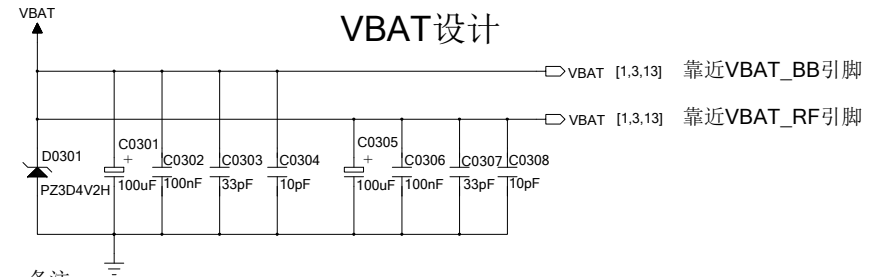 VBAT
VBAT设计
VBAT [1,3,13] 靠近VBAT_BB引脚
VBAT [1,3,13] 靠近VBAT_RF引脚
D0301
PZ3D4V2H
C0301
+
100uF
C0302
100nF
C0303
33pF
C0304
10pF
C0305
+
100uF
C0306
100nF
C0307
33pF
C0308
10pF